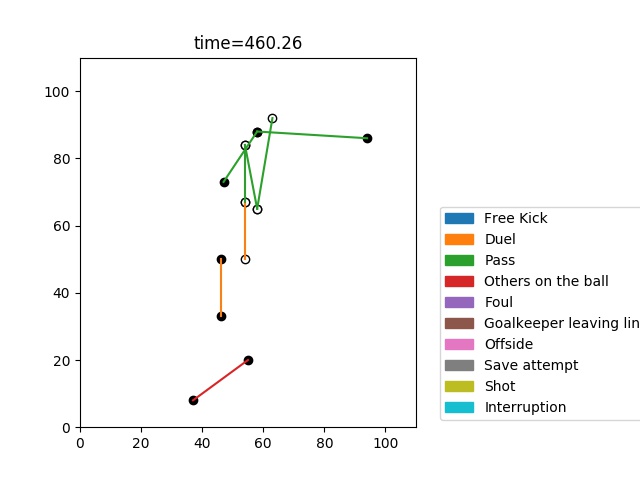 time=460.26
100
80
60
40
20
0
0 20 40 60 80 100
Free Kick
Duel
Pass
Others on the ball
Foul
Goalkeeper leaving lin
Offside
Save attempt
Shot
Interruption